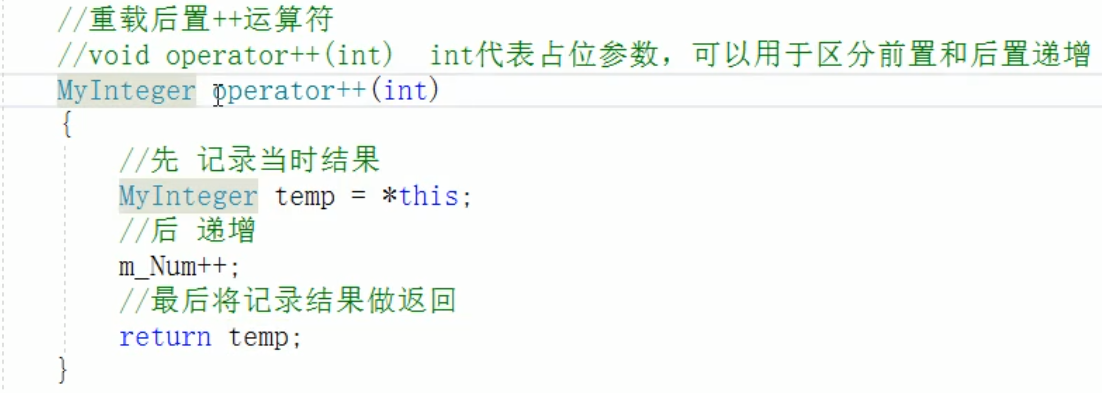 //重载后置++运算符
//void operator++(int)  int代表占位参数，可以用于区分前置和后置递增
MyInteger operator++(int)
{
//先 记录当时结果
MyInteger temp = *this;
//后 递增
m_Num++;
//最后将记录结果做返回
return temp;
}